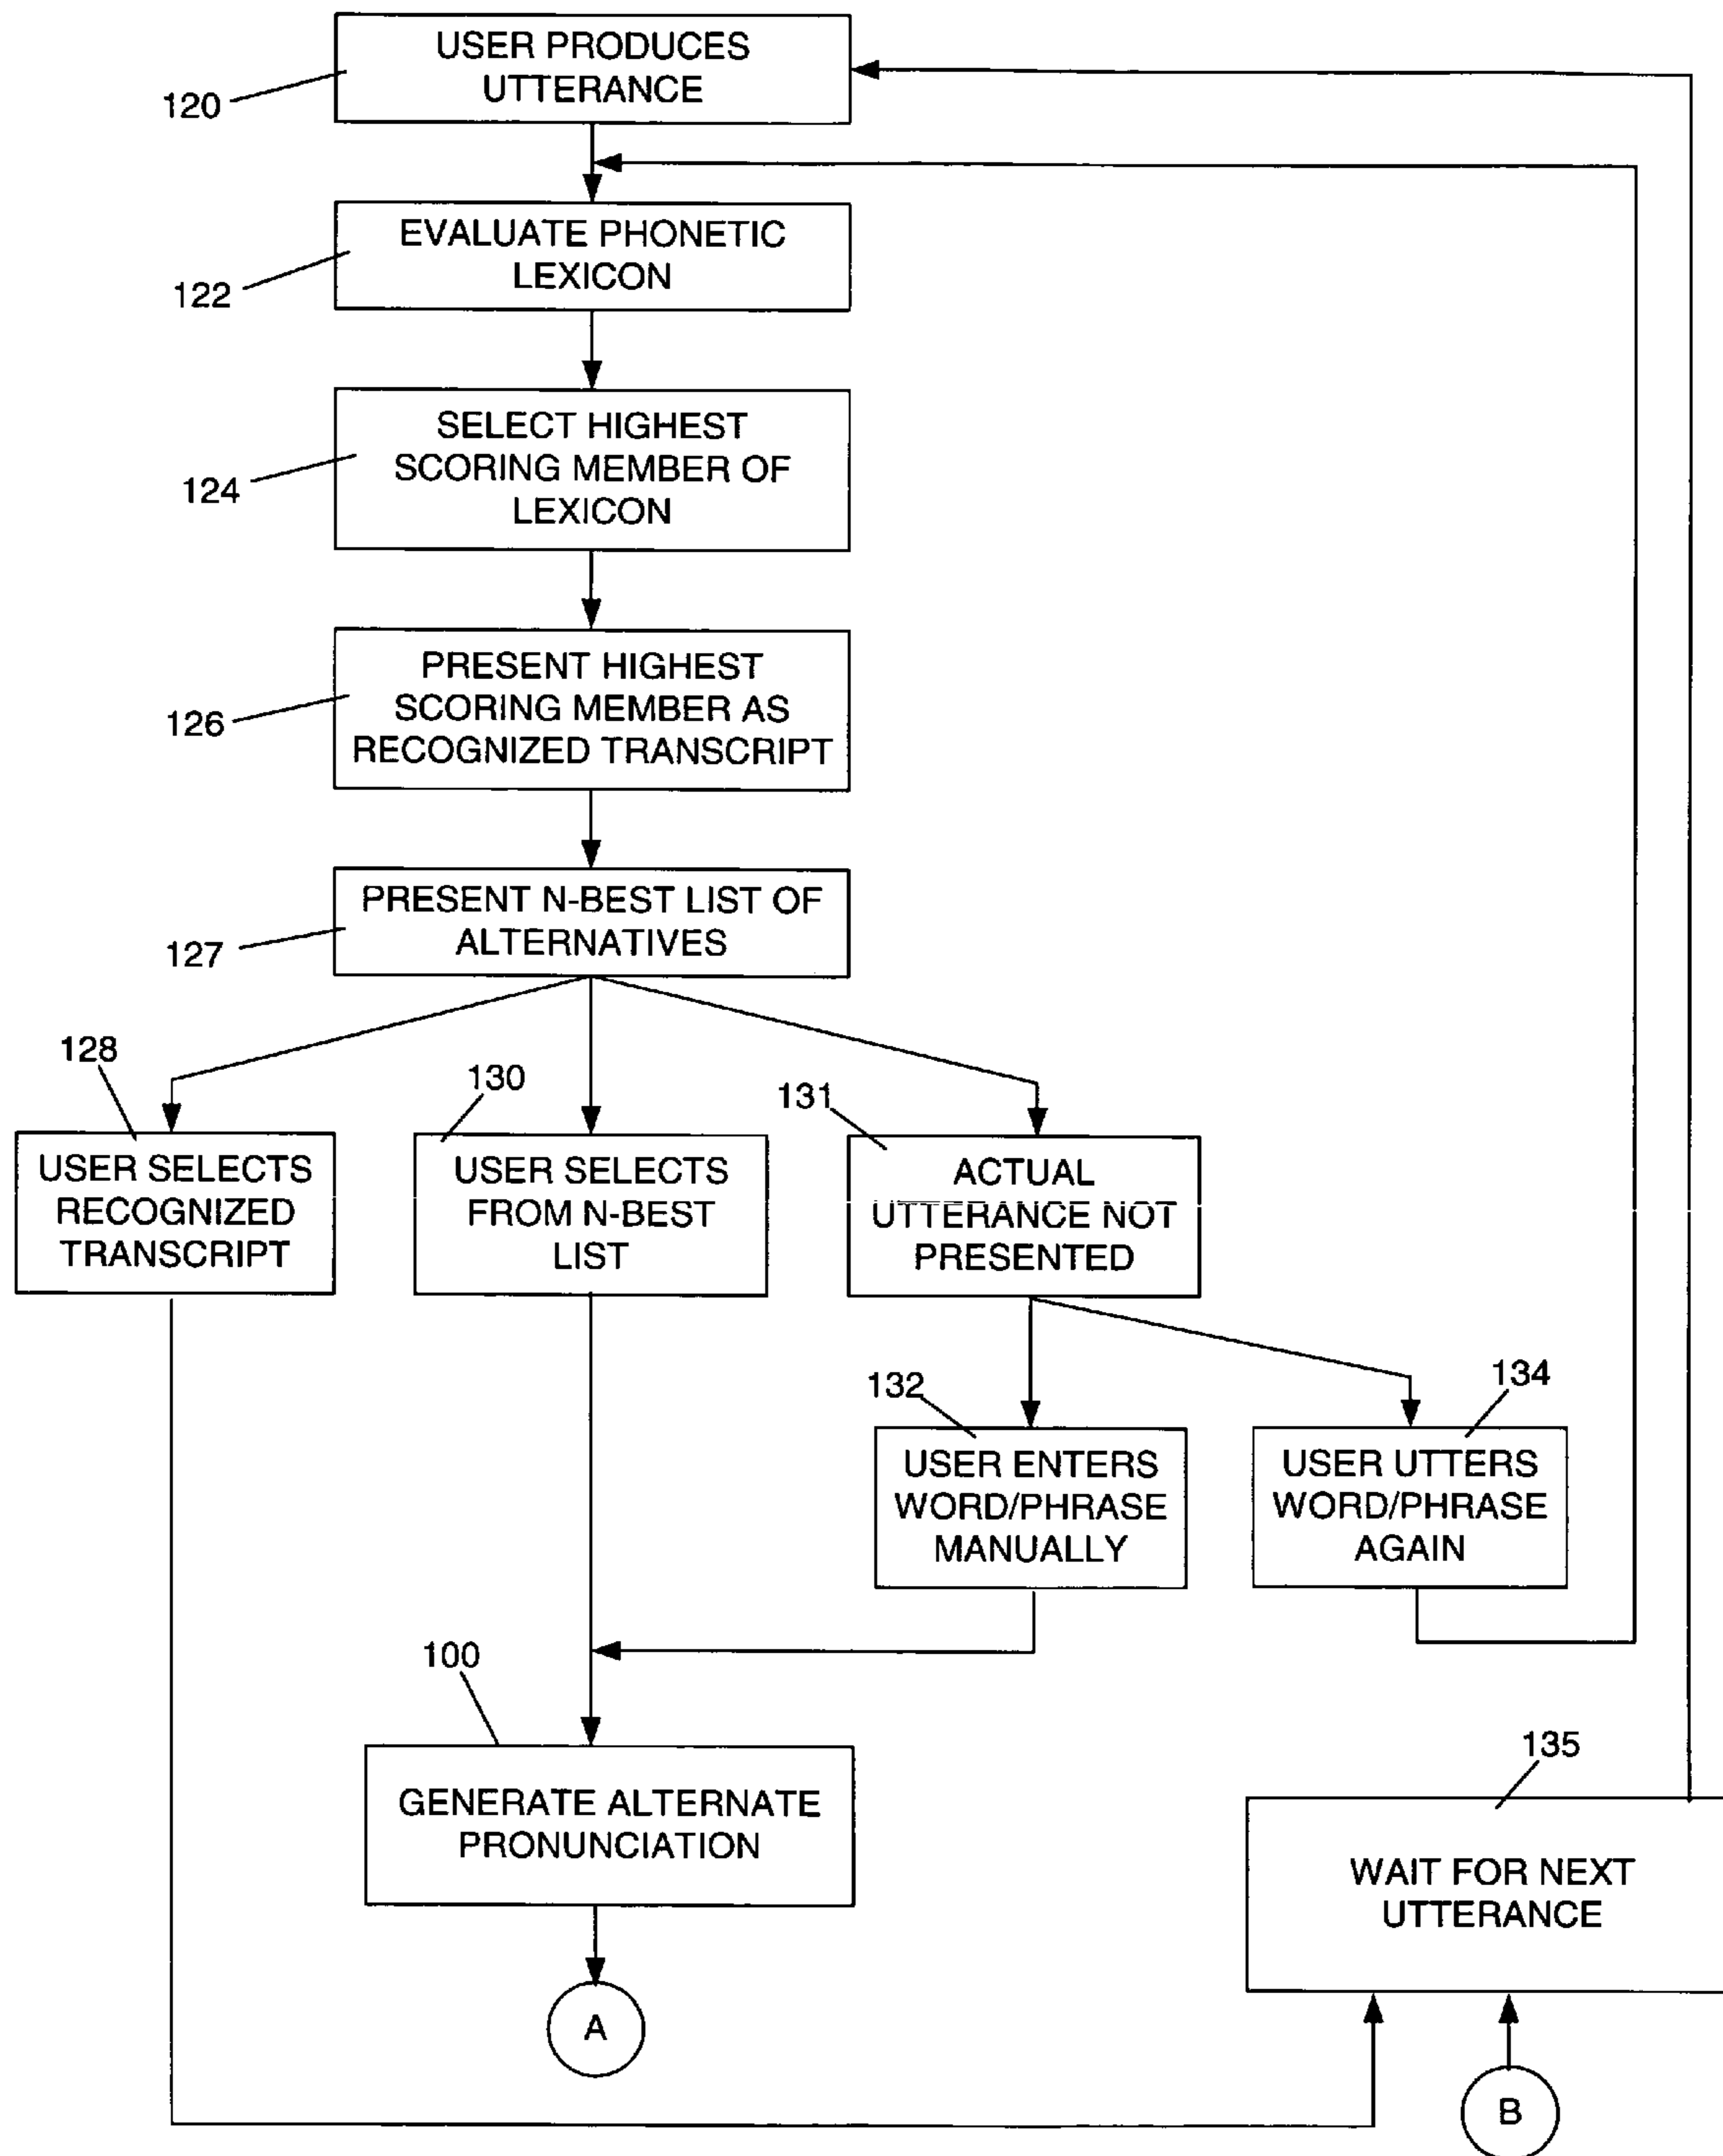 USER PRODUCES
UTTERANCE
120
EVALUATE PHONETIC
LEXICON
122
SELECT HIGHEST
SCORING MEMBER OF
LEXICON
124
PRESENT HIGHEST
SCORING MEMBER AS
RECOGNIZED TRANSCRIPT
126
PRESENT N-BEST LIST OF
ALTERNATIVES
127
128
USER SELECTS
RECOGNIZED
TRANSCRIPT
130
USER SELECTS
FROM N-BEST
LIST
131
ACTUAL
UTTERANCE NOT
PRESENTED
132
USER ENTERS
WORD/PHRASE
MANUALLY
134
USER UTTERS
WORD/PHRASE
AGAIN
100
GENERATE ALTERNATE
PRONUNCIATION
135
WAIT FOR NEXT
UTTERANCE
A
B